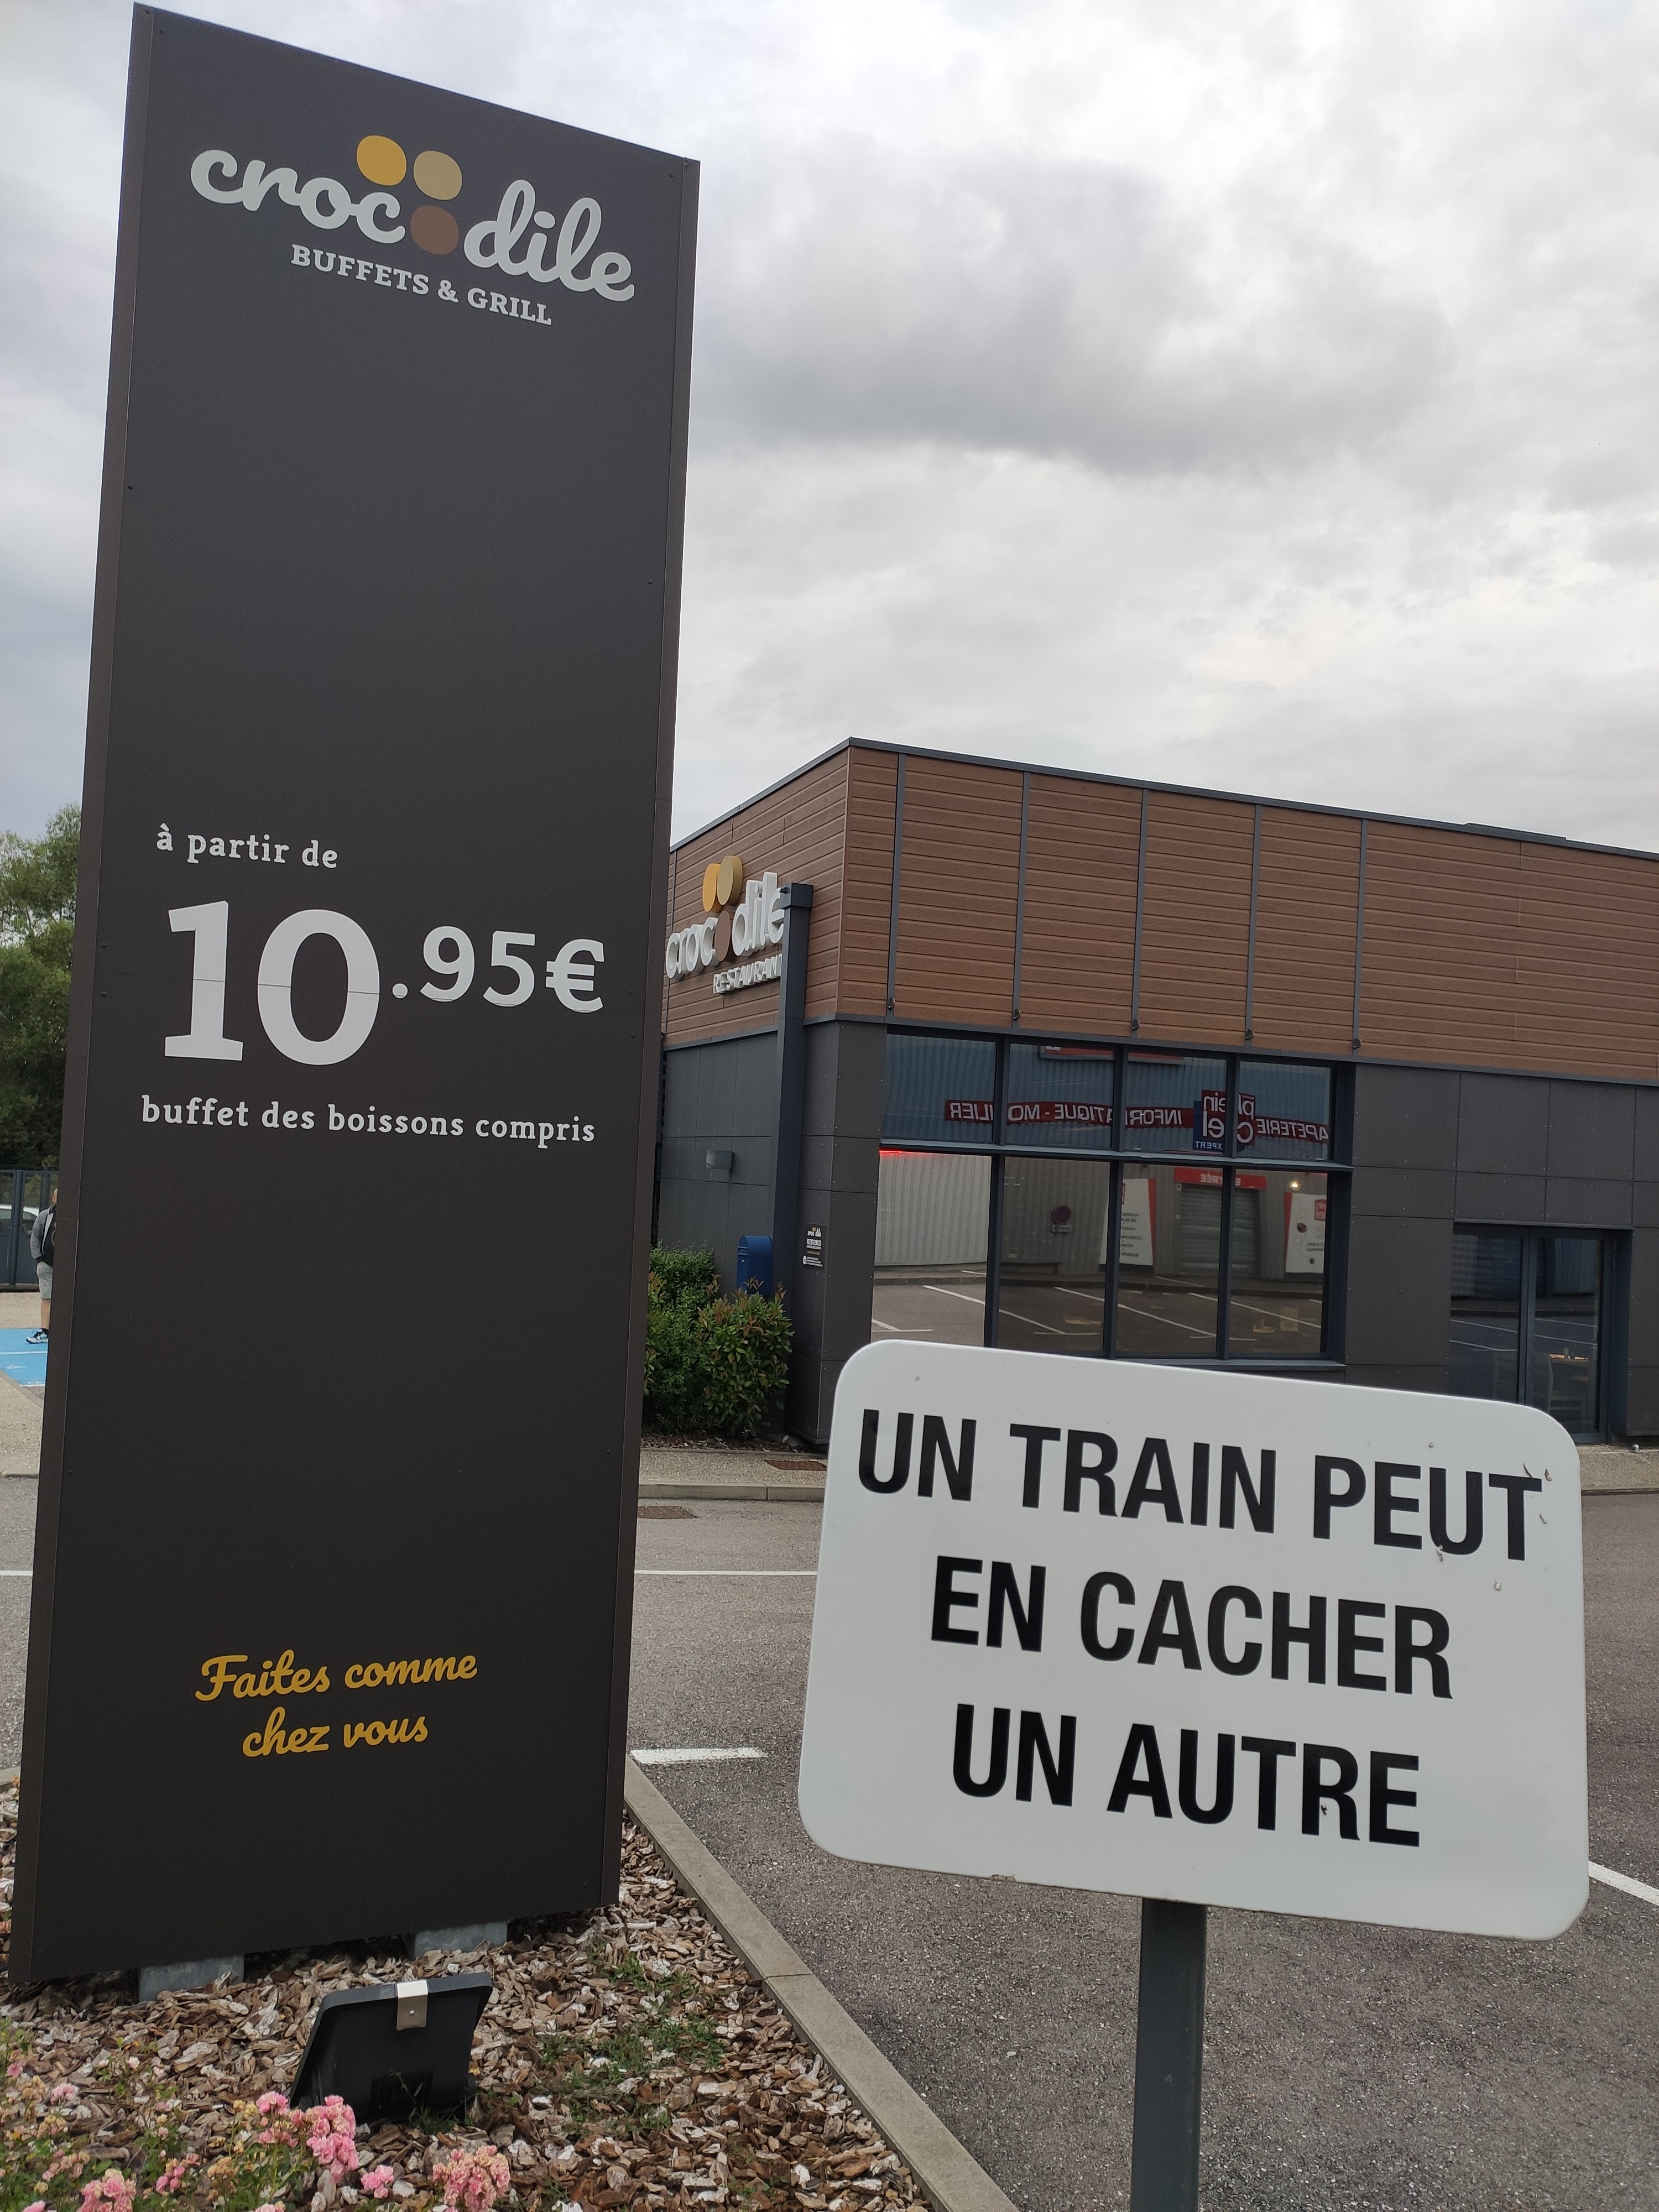 crocodile
BUFFETS & GRILL
à partir de
10.95€
buffet des boissons compris
Faites comme
chez vous
crocodile
RESTAURANT
UN TRAIN PEUT
EN CACHER
UN AUTRE